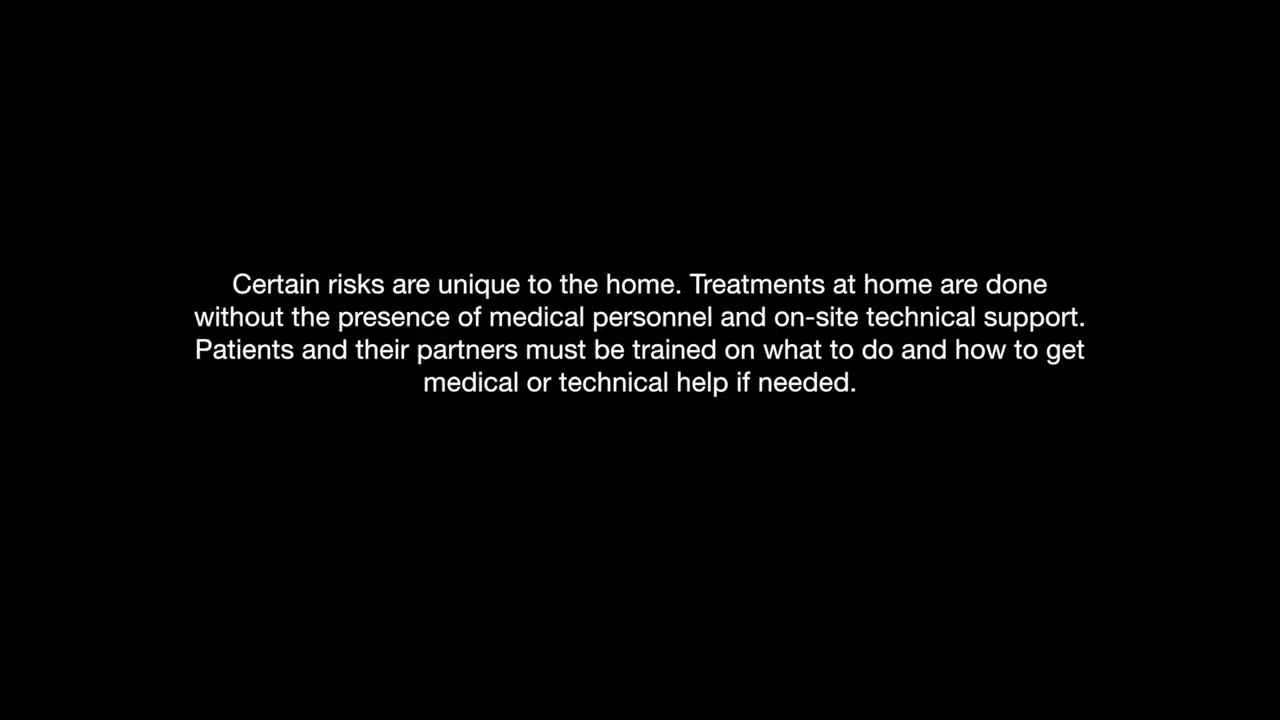 Certain risks are unique to the home. Treatments at home are done
without the presence of medical personnel and on-site technical support.
Patients and their partners must be trained on what to do and how to get
medical or technical help if needed.